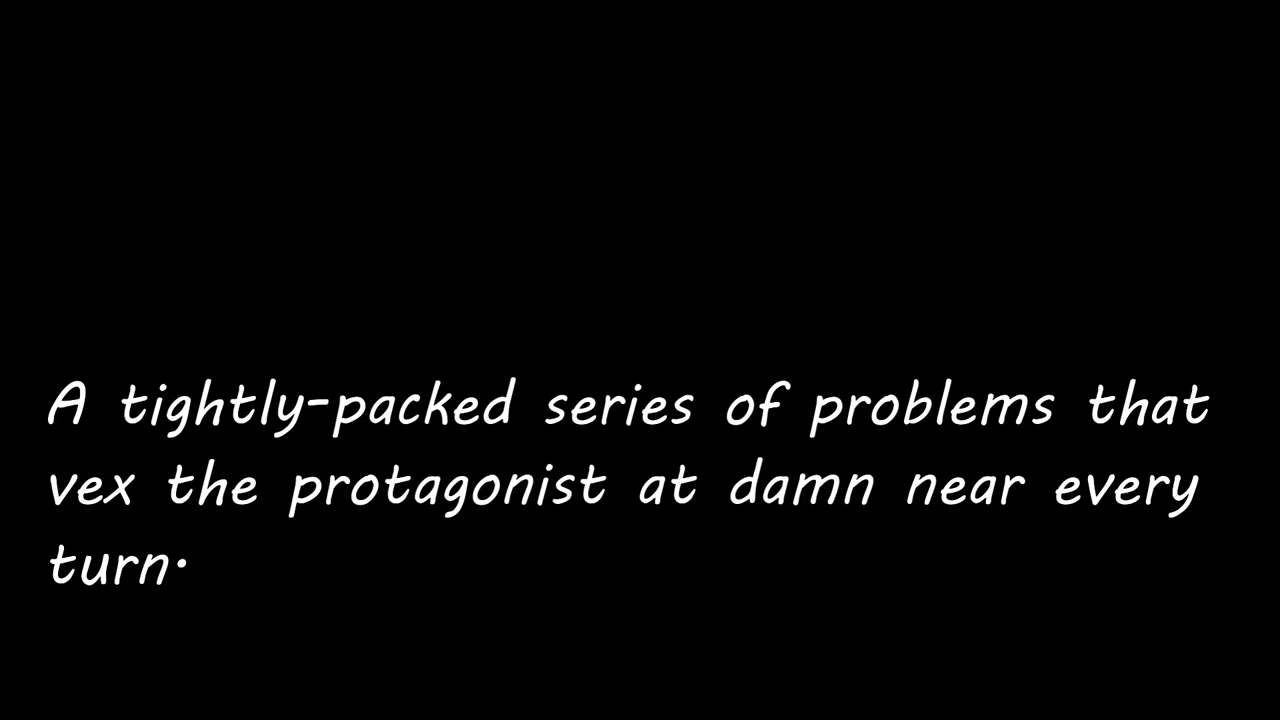 A tightly-packed series of problems that
vex the protagonist at damn near every
turn.